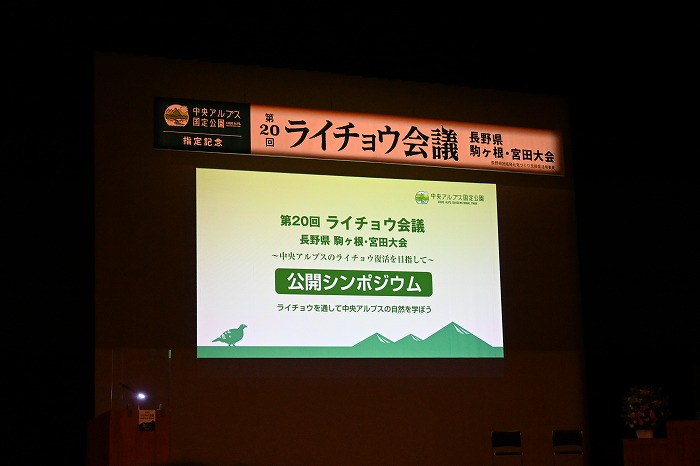 中央アルプス
国定公園
指定記念
第20回
ライチョウ会議
長野県
駒ヶ根・宮田大会
中央アルプス国定公園
第20回 ライチョウ会議
長野県 駒ヶ根・宮田大会
～中央アルプスのライチョウ復活を目指して～
公開シンポジウム
ライチョウを通して中央アルプスの自然を学ぼう